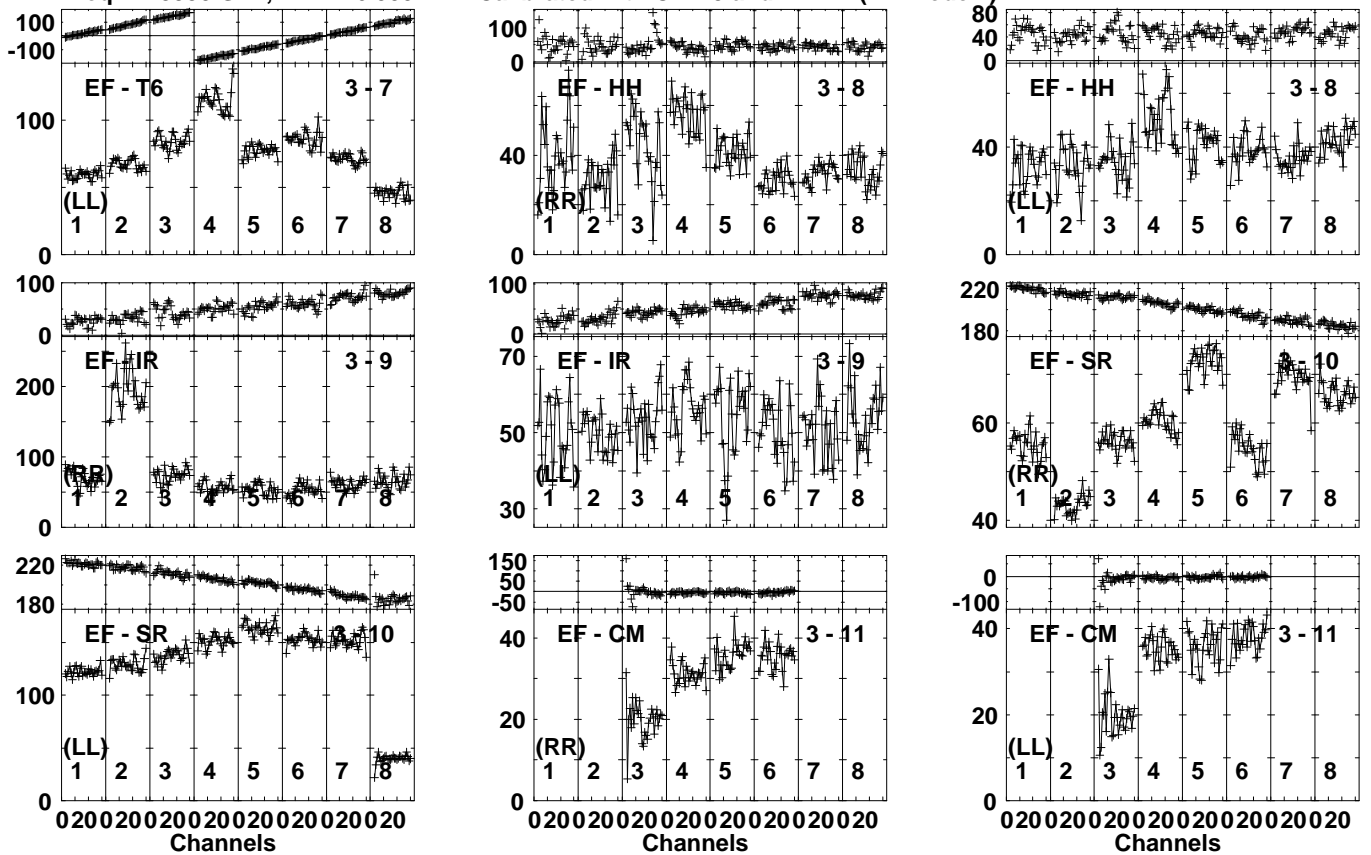 100
-100
EF - T6 3 - 7
100
(LL)
1 2 3 4 5 6 7 8
0
100
0
EF - HH 3 - 8
40
(RR)
1 2 3 4 5 6 7 8
0
80
40
0
EF - HH 3 - 8
40
(LL)
1 2 3 4 5 6 7 8
0
100
0
EF - IR 3 - 9
200
100
(RR)
1 2 3 4 5 6 7 8
0
100
0
EF - IR 3 - 9
70
50
30
(LL)
1 2 3 4 5 6 7 8
220
180
EF - SR 3 - 10
60
40
(RR)
1 2 3 4 5 6 7 8
220
180
EF - SR 3 - 10
100
(LL)
1 2 3 4 5 6 7 8
0
020020020020020020020020
Channels
150
50
-50
EF - CM 3 - 11
40
20
(RR)
1 2 3 4 5 6 7 8
0
020020020020020020020020
Channels
0
-100
EF - CM 3 - 11
40
20
(LL)
1 2 3 4 5 6 7 8
0
020020020020020020020020
Channels